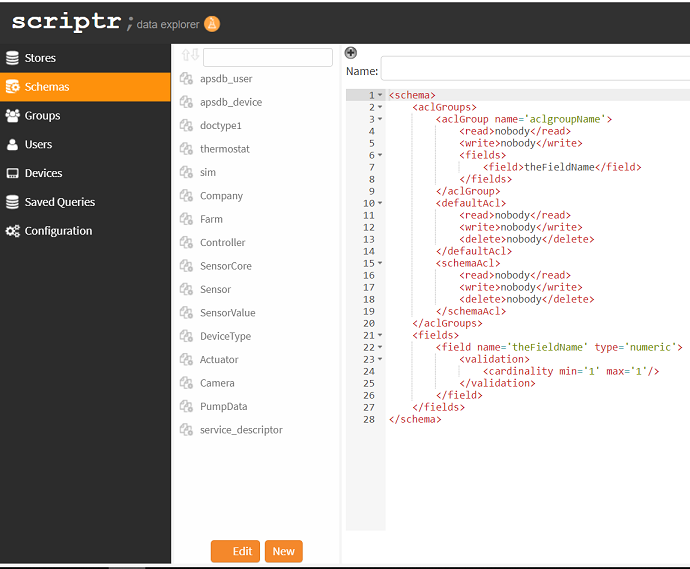 scriptr ; data explorer
Stores
Schemas
Groups
Users
Devices
Saved Queries
Configuration
apsdb_user
apsdb_device
doctype1
thermostat
sim
Company
Farm
Controller
SensorCore
Sensor
SensorValue
DeviceType
Actuator
Camera
PumpData
service_descriptor
Edit New
Name:
1 <schema>
2 <aclGroups>
3 <aclGroup name='aclgroupName'>
4 <read>nobody</read>
5 <write>nobody</write>
6 <fields>
7 <field>theFieldName</field>
8 </fields>
9 </aclGroup>
10 <defaultAcl>
11 <read>nobody</read>
12 <write>nobody</write>
13 <delete>nobody</delete>
14 </defaultAcl>
15 <schemaAcl>
16 <read>nobody</read>
17 <write>nobody</write>
18 <delete>nobody</delete>
19 </schemaAcl>
20 </aclGroups>
21 <fields>
22 <field name='theFieldName' type='numeric'>
23 <validation>
24 <cardinality min='1' max='1'/>
25 </validation>
26 </field>
27 </fields>
28 </schema>